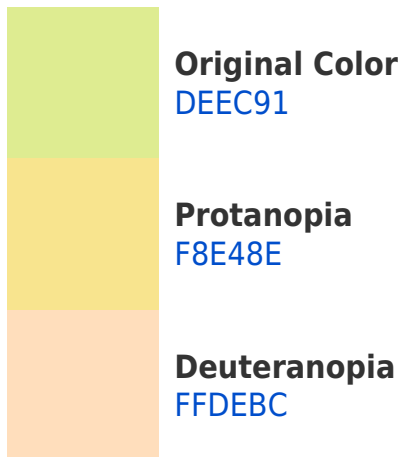 Original Color
DEEC91
Protanopia
F8E48E
Deuteranopia
FFDEBC